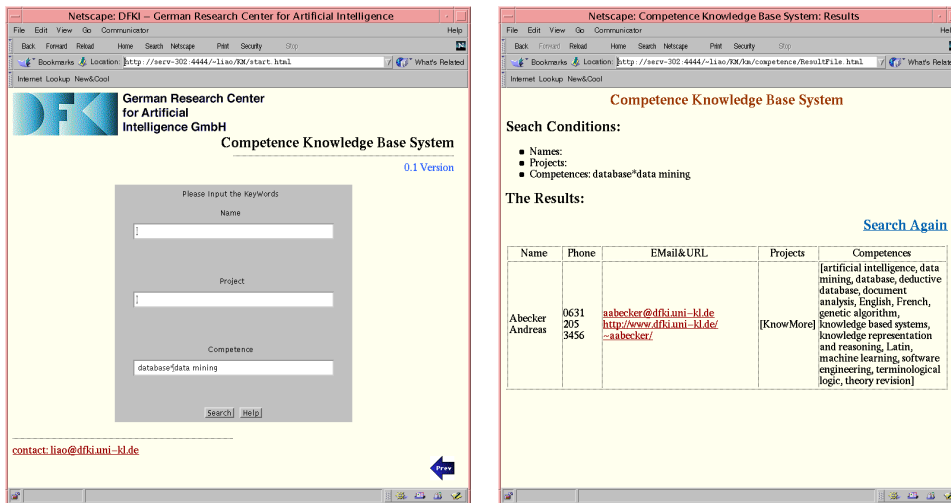 Netscape: DFKI – German Research Center for Artificial Intelligence
File Edit View Go Communicator Help
Back Forward Reload Home Search Netscape Print Security Stop
Bookmarks Location: http://serv-302:4444/~liao/KM/start.html What's Related
Internet Lookup New&Cool
DFKI
German Research Center
for Artificial
Intelligence GmbH
Competence Knowledge Base System
0.1 Version
Please Input the KeyWords
Name
Project
Competence
database*data mining
Search Help
contact: liao@dfki.uni–kl.de
Prev
Netscape: Competence Knowledge Base System: Results
File Edit View Go Communicator Hel
Back Forward Reload Home Search Netscape Print Security Stop
Bookmarks Location: http://serv-302:4444/~liao/KM/km/competence/ResultFile.html What's Relate
Internet Lookup New&Cool
Competence Knowledge Base System
Seach Conditions:
Names:
Projects:
Competences: database*data mining
The Results:
Search Again
Name Phone EMail&URL Projects Competences
Abecker
Andreas
0631
205
3456
aabecker@dfki.uni–kl.de
http://www.dfki.uni–kl.de/
~aabecker/
[KnowMore]
[artificial intelligence, data
mining, database, deductive
database, document
analysis, English, French,
genetic algorithm,
knowledge based systems,
knowledge representation
and reasoning, Latin,
machine learning, software
engineering, terminological
logic, theory revision]